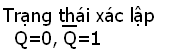 Trạng thái xác lập
Q=0, Q̅=1